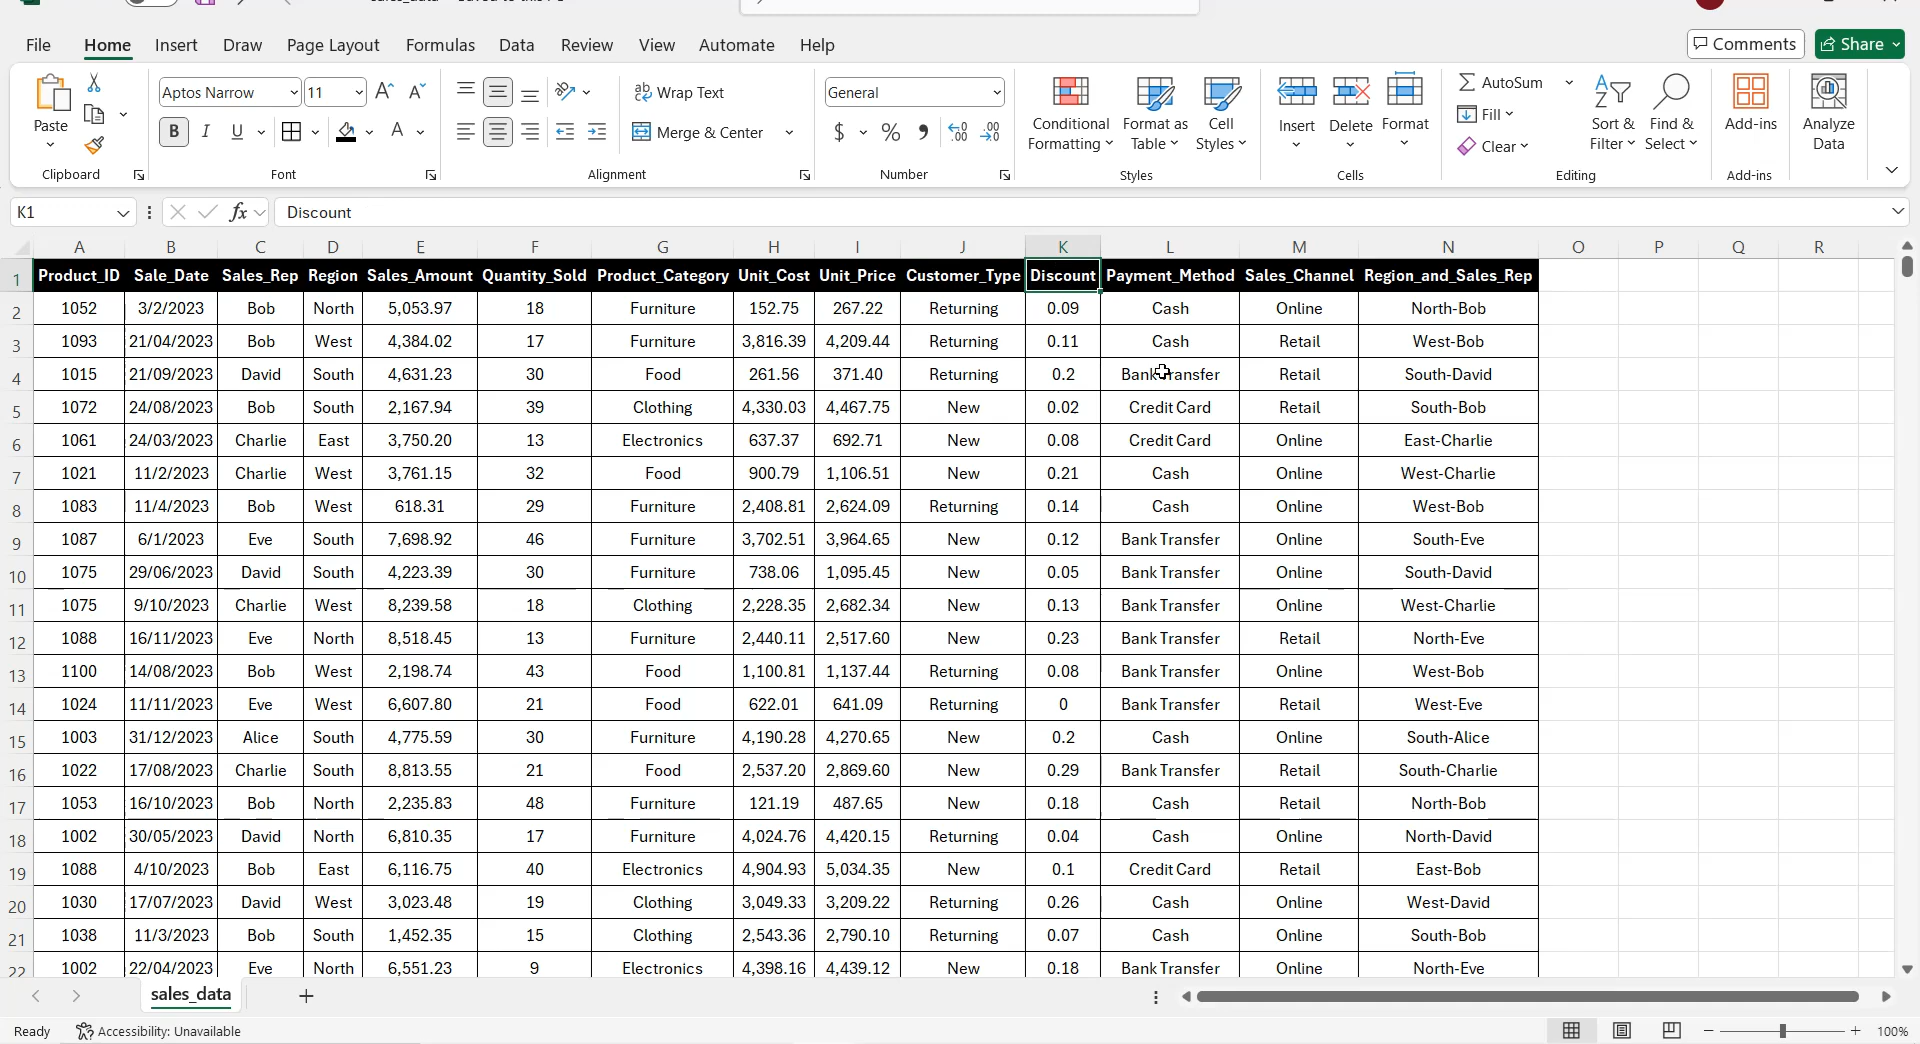 File Home Insert Draw Page Layout Formulas Data Review View Automate Help Comments Share
Aptos Narrow 11 Wrap Text General AutoSum
Paste B I U A Merge & Center $ % Conditional Formatting Format as Table Cell Styles Insert Delete Format Fill Clear Sort & Filter Find & Select Add-ins Analyze Data
Clipboard Font Alignment Number Styles Cells Editing Add-ins
K1 fx Discount
A B C D E F G H I J K L M N O P Q R
1 Product_ID Sale_Date Sales_Rep Region Sales_Amount Quantity_Sold Product_Category Unit_Cost Unit_Price Customer_Type Discount Payment_Method Sales_Channel Region_and_Sales_Rep
2 1052 3/2/2023 Bob North 5,053.97 18 Furniture 152.75 267.22 Returning 0.09 Cash Online North-Bob
3 1093 21/04/2023 Bob West 4,384.02 17 Furniture 3,816.39 4,209.44 Returning 0.11 Cash Retail West-Bob
4 1015 21/09/2023 David South 4,631.23 30 Food 261.56 371.40 Returning 0.2 Bank Transfer Retail South-David
5 1072 24/08/2023 Bob South 2,167.94 39 Clothing 4,330.03 4,467.75 New 0.02 Credit Card Retail South-Bob
6 1061 24/03/2023 Charlie East 3,750.20 13 Electronics 637.37 692.71 New 0.08 Credit Card Online East-Charlie
7 1021 11/2/2023 Charlie West 3,761.15 32 Food 900.79 1,106.51 New 0.21 Cash Online West-Charlie
8 1083 11/4/2023 Bob West 618.31 29 Furniture 2,408.81 2,624.09 Returning 0.14 Cash Online West-Bob
9 1087 6/1/2023 Eve South 7,698.92 46 Furniture 3,702.51 3,964.65 New 0.12 Bank Transfer Online South-Eve
10 1075 29/06/2023 David South 4,223.39 30 Furniture 738.06 1,095.45 New 0.05 Bank Transfer Online South-David
11 1075 9/10/2023 Charlie West 8,239.58 18 Clothing 2,228.35 2,682.34 New 0.13 Bank Transfer Online West-Charlie
12 1088 16/11/2023 Eve North 8,518.45 13 Furniture 2,440.11 2,517.60 New 0.23 Bank Transfer Retail North-Eve
13 1100 14/08/2023 Bob West 2,198.74 43 Food 1,100.81 1,137.44 Returning 0.08 Bank Transfer Online West-Bob
14 1024 11/11/2023 Eve West 6,607.80 21 Food 622.01 641.09 Returning 0 Bank Transfer Retail West-Eve
15 1003 31/12/2023 Alice South 4,775.59 30 Furniture 4,190.28 4,270.65 New 0.2 Cash Online South-Alice
16 1022 17/08/2023 Charlie South 8,813.55 21 Food 2,537.20 2,869.60 New 0.29 Bank Transfer Retail South-Charlie
17 1053 16/10/2023 Bob North 2,235.83 48 Furniture 121.19 487.65 New 0.18 Cash Retail North-Bob
18 1002 30/05/2023 David North 6,810.35 17 Furniture 4,024.76 4,420.15 Returning 0.04 Cash Online North-David
19 1088 4/10/2023 Bob East 6,116.75 40 Electronics 4,904.93 5,034.35 New 0.1 Credit Card Retail East-Bob
20 1030 17/07/2023 David West 3,023.48 19 Clothing 3,049.33 3,209.22 Returning 0.26 Cash Online West-David
21 1038 11/3/2023 Bob South 1,452.35 15 Clothing 2,543.36 2,790.10 Returning 0.07 Cash Online South-Bob
22 1002 22/04/2023 Eve North 6,551.23 9 Electronics 4,398.16 4,439.12 New 0.18 Bank Transfer Online North-Eve
sales_data
Ready Accessibility: Unavailable 100%